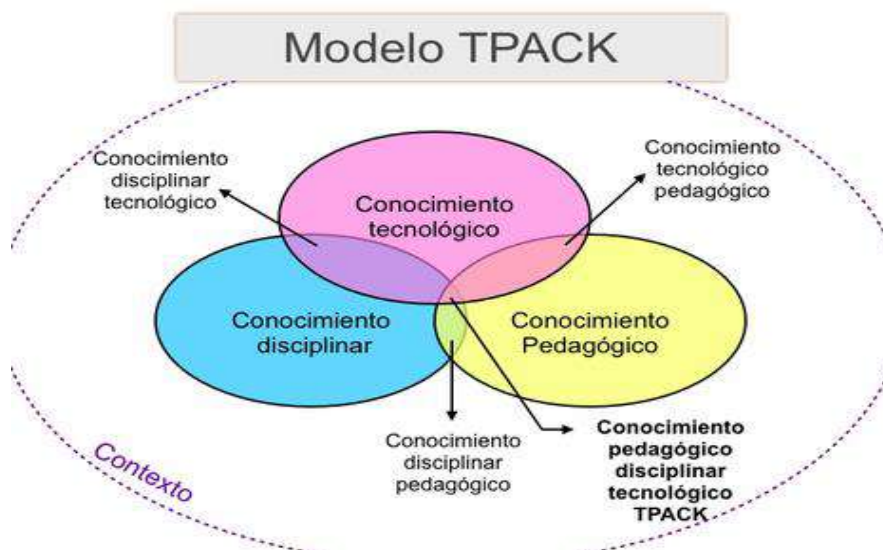 Modelo TPACK
Conocimiento
disciplinar
tecnológico
Conocimiento
tecnológico
pedagógico
Conocimiento
tecnológico
Conocimiento
disciplinar
Conocimiento
Pedagógico
Conocimiento
disciplinar
pedagógico
Conocimiento
pedagógico
disciplinar
tecnológico
TPACK
Contexto